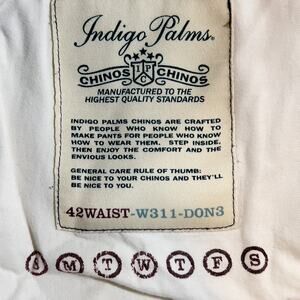 Indigo Palms®
CHINOS IPC CHINOS
MANUFACTURED TO THE
HIGHEST QUALITY STANDARDS
INDIGO PALMS CHINOS ARE CRAFTED
BY PEOPLE WHO KNOW HOW TO
MAKE PANTS FOR PEOPLE WHO KNOW
HOW TO WEAR THEM. STEP INSIDE,
THEN ENJOY THE COMFORT AND THE
ENVIOUS LOOKS.
GENERAL CARE RULE OF THUMB:
BE NICE TO YOUR CHINOS AND THEY'LL
BE NICE TO YOU.
42WAIST-W311-DON3
S M T W T F S